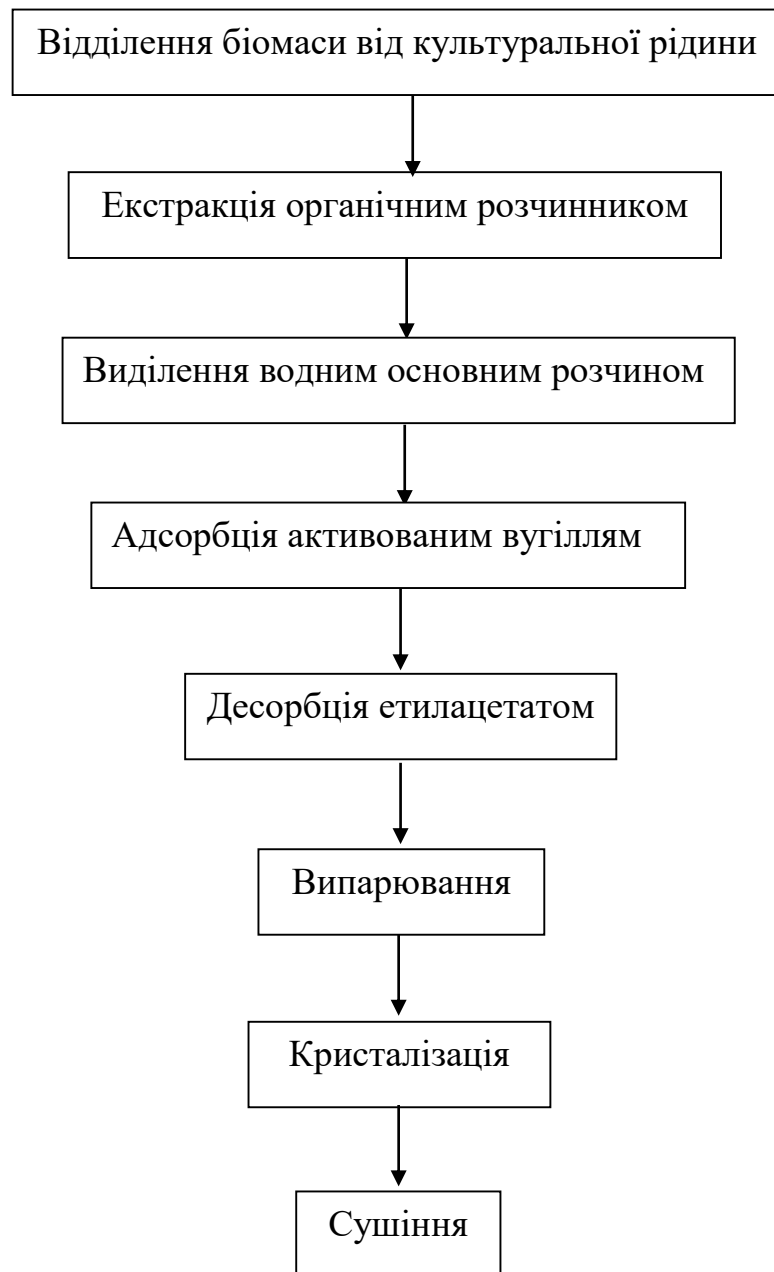 Відділення біомаси від культуральної рідини
Екстракція органічним розчинником
Виділення водним основним розчином
Адсорбція активованим вугіллям
Десорбція етилацетатом
Випарювання
Кристалізація
Сушіння